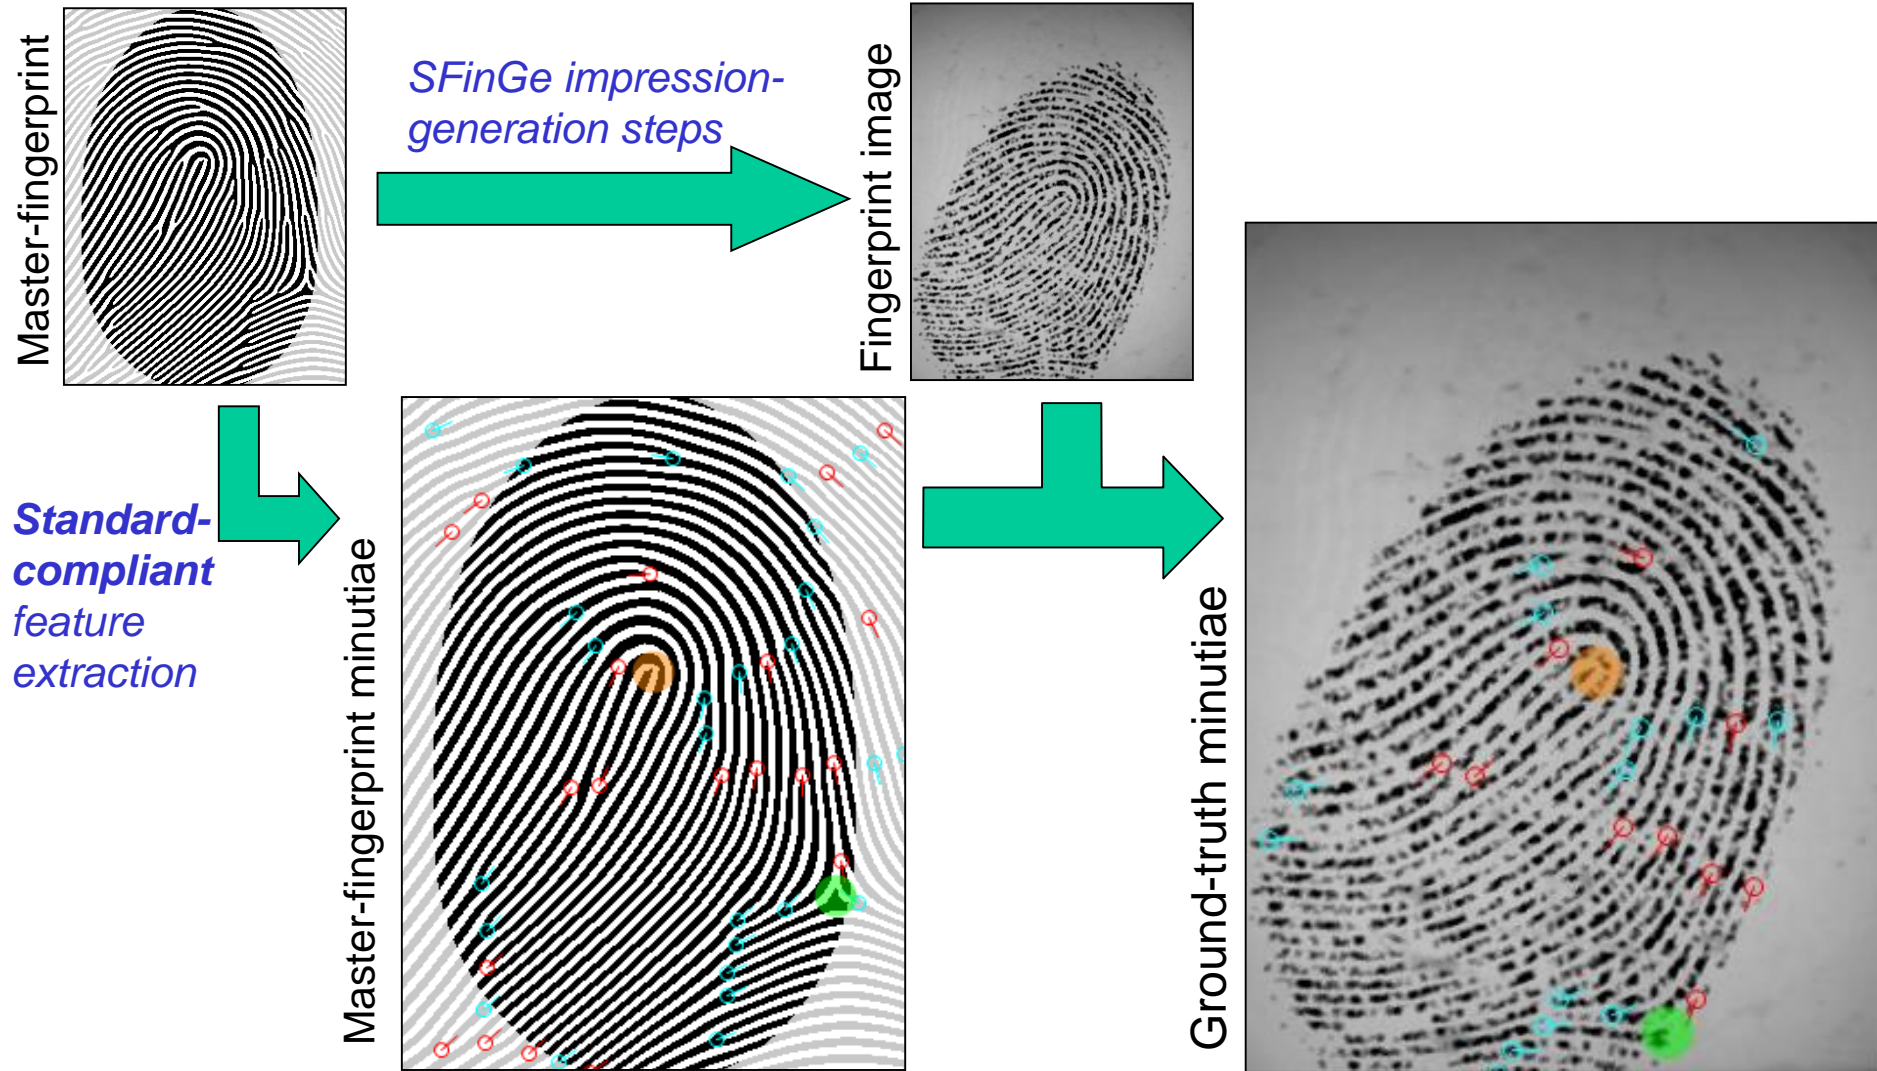 Master-fingerprint
SFinGe impression-
generation steps
Fingerprint image
Standard-
compliant
feature
extraction
Master-fingerprint minutiae
Ground-truth minutiae